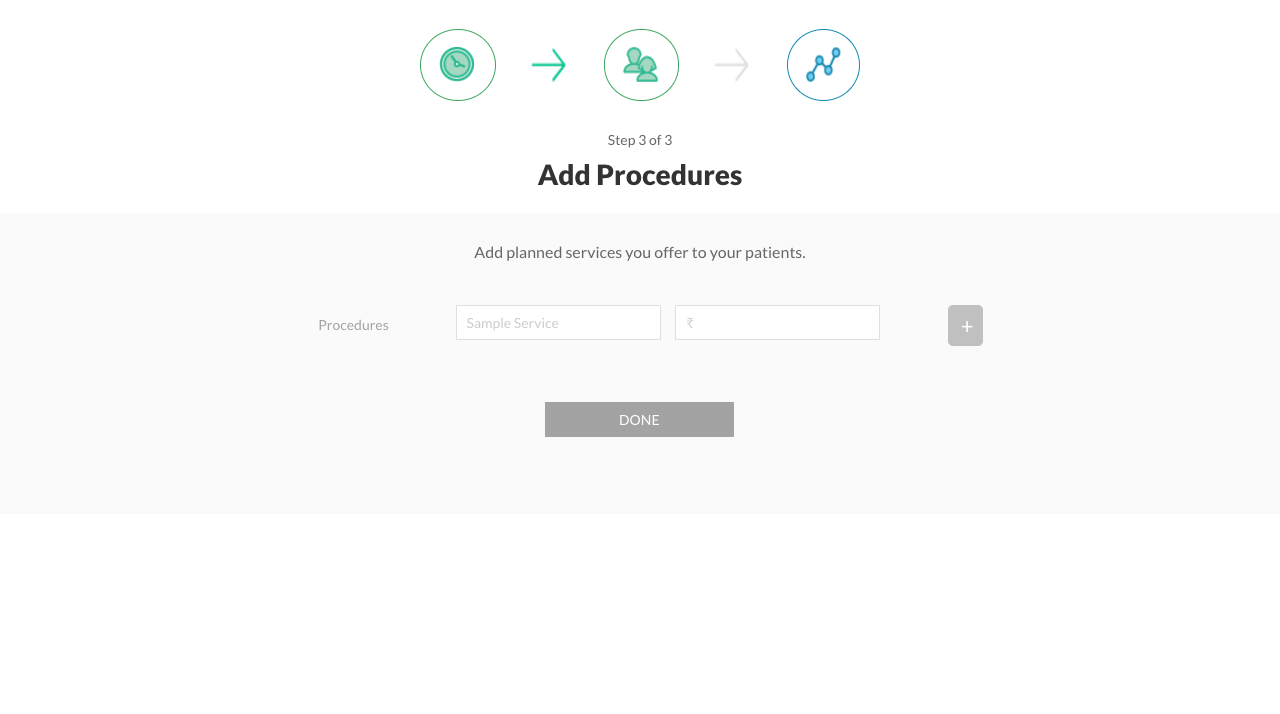 Step 3 of 3
Add Procedures
Add planned services you offer to your patients.
Procedures
Sample Service
₹
+
DONE